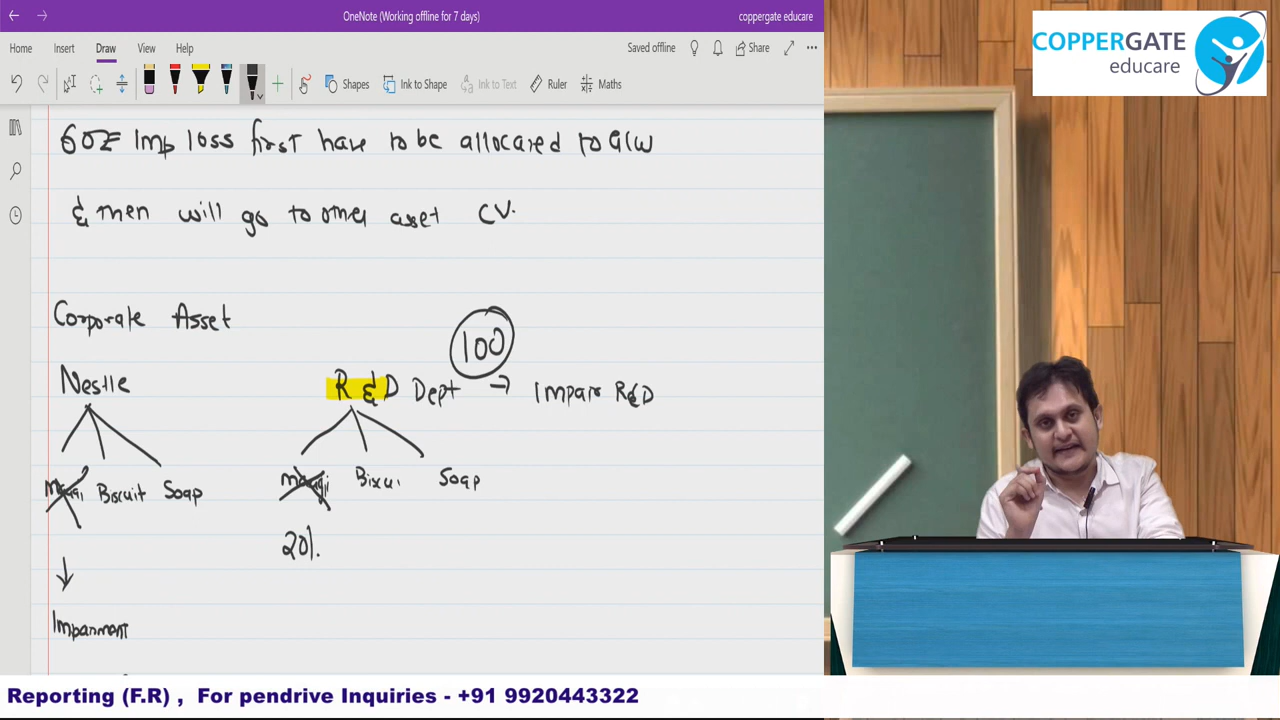 OneNote (Working offline for 7 days)
coppergate educare
Home Insert Draw View Help
Saved offline
Share
Shapes
Ink to Shape
Ink to Text
Ruler
Maths
COPPERGATE
educare
Imp loss first have to be allocared to G/W
& then will go to other asset CV.
Corporate Asset
100
Nestle
R & D Dept → Impair R&D
Biscuit Soap
Soap
20%.
↓
Impairment
Reporting (F.R) , For pendrive Inquiries - +91 9920443322